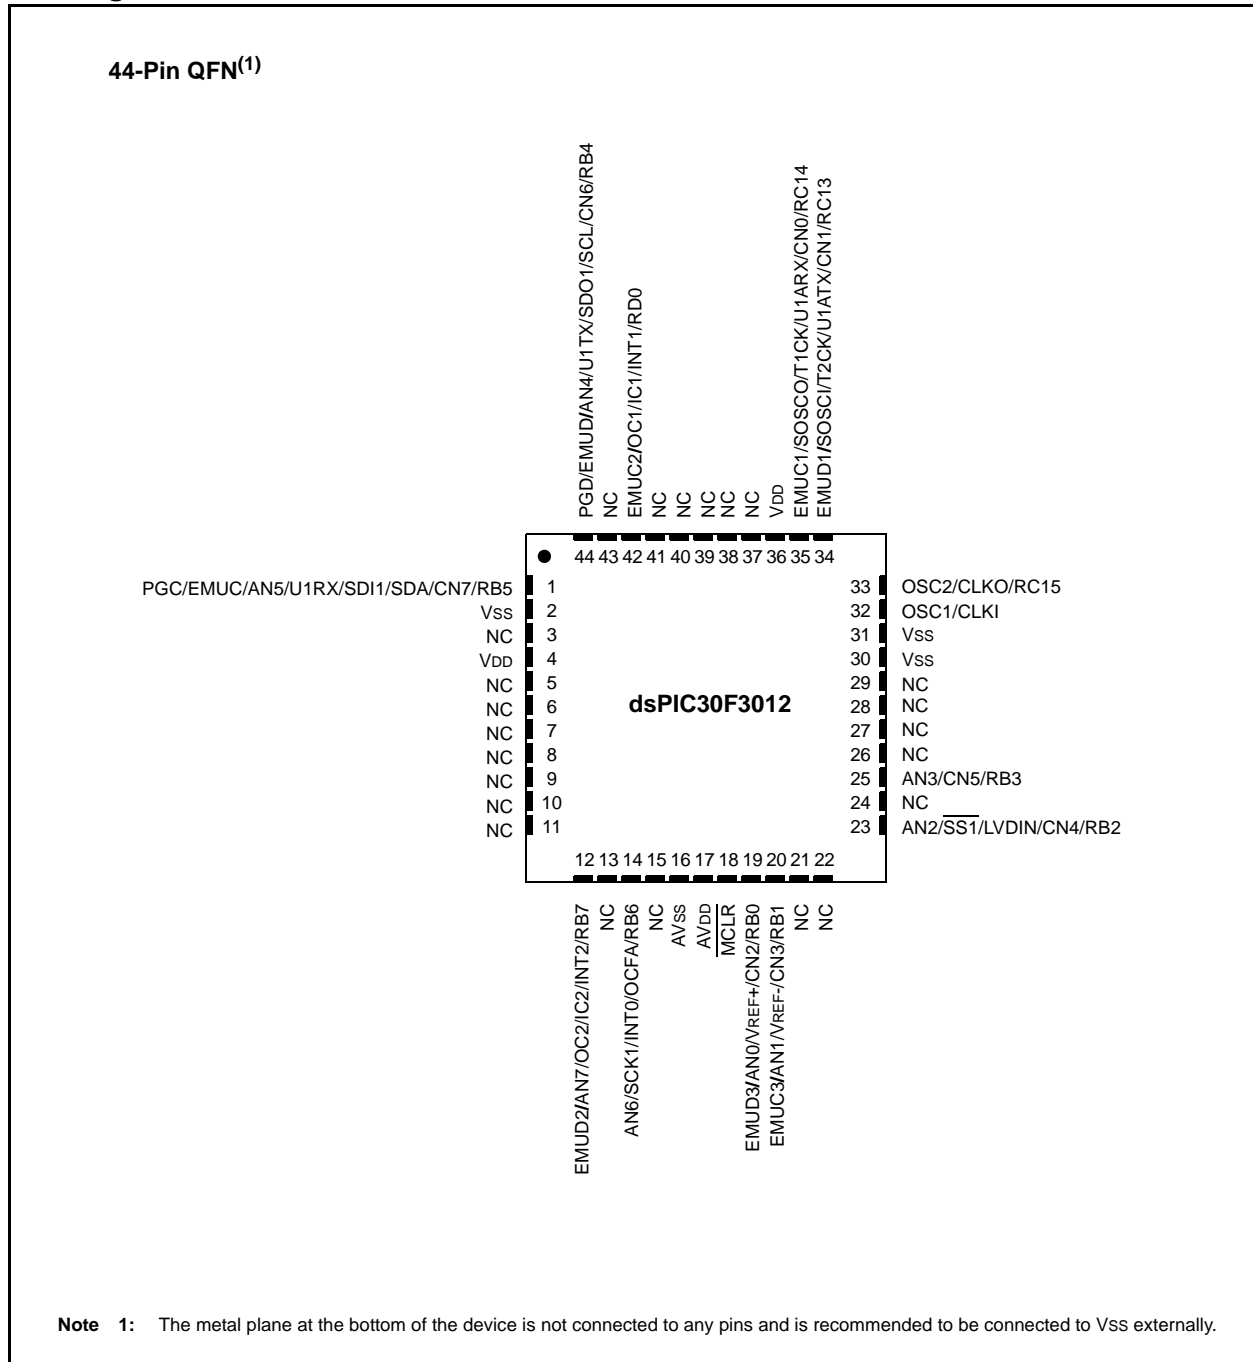 44-Pin QFN(1)
PGD/EMUD/AN4/U1TX/SDO1/SCL/CN6/RB4
NC
EMUC2/OC1/IC1/INT1/RD0
NC
NC
NC
NC
NC
VDD
EMUC1/SOSCO/T1CK/U1ARX/CN0/RC14
EMUD1/SOSCI/T2CK/U1ATX/CN1/RC13
44 43 42 41 40 39 38 37 36 35 34
PGC/EMUC/AN5/U1RX/SDI1/SDA/CN7/RB5 1
VSS 2
NC 3
VDD 4
NC 5
NC 6
NC 7
NC 8
NC 9
NC 10
NC 11
dsPIC30F3012
33 OSC2/CLKO/RC15
32 OSC1/CLKI
31 VSS
30 VSS
29 NC
28 NC
27 NC
26 NC
25 AN3/CN5/RB3
24 NC
23 AN2/SS1/LVDIN/CN4/RB2
12 13 14 15 16 17 18 19 20 21 22
EMUD2/AN7/OC2/IC2/INT2/RB7
NC
AN6/SCK1/INT0/OCFA/RB6
NC
AVSS
AVDD
MCLR
EMUD3/AN0/VREF+/CN2/RB0
EMUC3/AN1/VREF-/CN3/RB1
NC
NC
Note 1: The metal plane at the bottom of the device is not connected to any pins and is recommended to be connected to VSS externally.